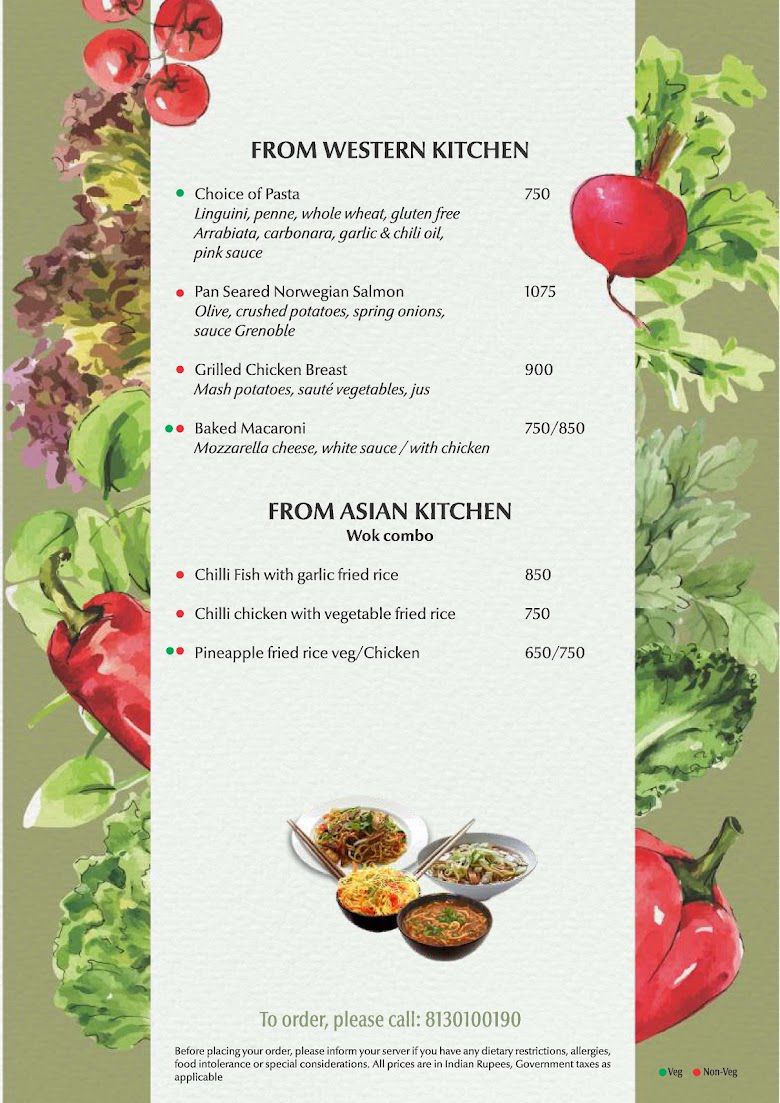 FROM WESTERN KITCHEN
Choice of Pasta 750
Linguini, penne, whole wheat, gluten free
Arrabiata, carbonara, garlic & chili oil,
pink sauce
Pan Seared Norwegian Salmon 1075
Olive, crushed potatoes, spring onions,
sauce Grenoble
Grilled Chicken Breast 900
Mash potatoes, sauté vegetables, jus
Baked Macaroni 750/850
Mozzarella cheese, white sauce / with chicken
FROM ASIAN KITCHEN
Wok combo
Chilli Fish with garlic fried rice 850
Chilli chicken with vegetable fried rice 750
Pineapple fried rice veg/Chicken 650/750
To order, please call: 8130100190
Before placing your order, please inform your server if you have any dietary restrictions, allergies,
food intolerance or special considerations. All prices are in Indian Rupees, Government taxes as
applicable
Veg Non-Veg